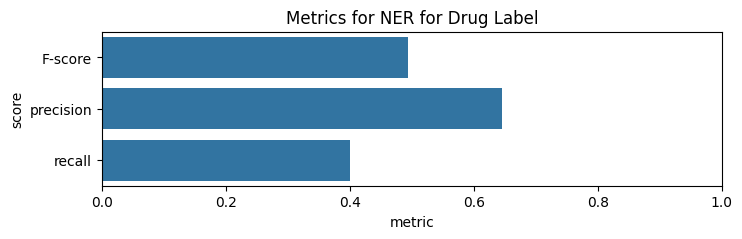 Metrics for NER for Drug Label
score
F-score
precision
recall
0.0 0.2 0.4 0.6 0.8 1.0
metric